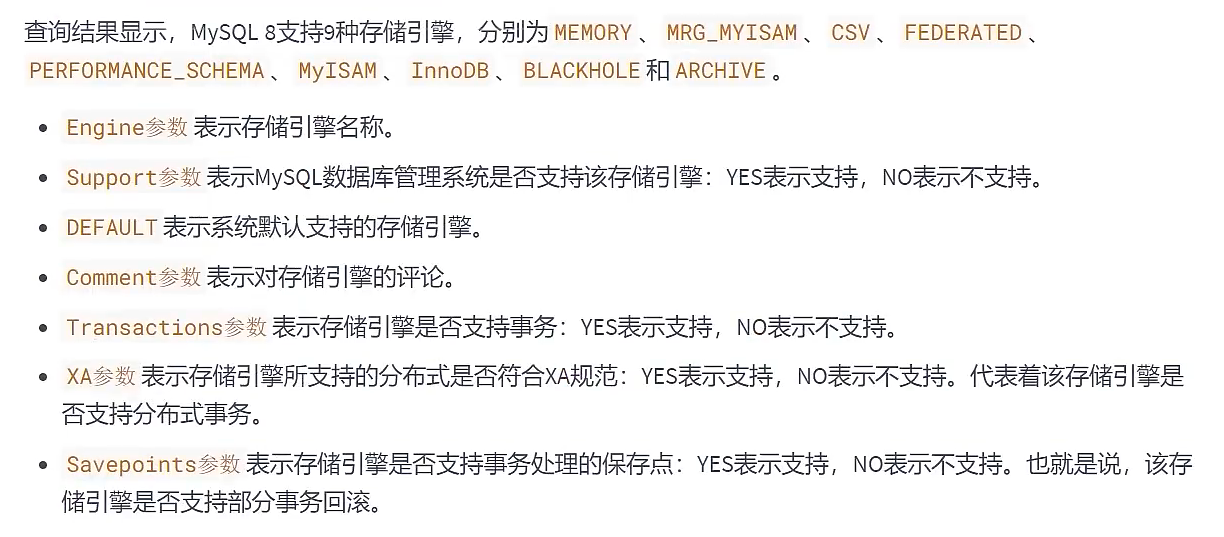 查询结果显示，MySQL 8支持9种存储引擎，分别为 MEMORY 、 MRG_MYISAM 、 CSV 、 FEDERATED 、
PERFORMANCE_SCHEMA 、 MyISAM 、 InnoDB 、 BLACKHOLE 和 ARCHIVE 。
• Engine参数 表示存储引擎名称。
• Support参数 表示MySQL数据库管理系统是否支持该存储引擎：YES表示支持，NO表示不支持。
• DEFAULT 表示系统默认支持的存储引擎。
• Comment参数 表示对存储引擎的评论。
• Transactions参数 表示存储引擎是否支持事务：YES表示支持，NO表示不支持。
• XA参数 表示存储引擎所支持的分布式是否符合XA规范：YES表示支持，NO表示不支持。代表着该存储引擎是
否支持分布式事务。
• Savepoints参数 表示存储引擎是否支持事务处理的保存点：YES表示支持，NO表示不支持。也就是说，该存
储引擎是否支持部分事务回滚。